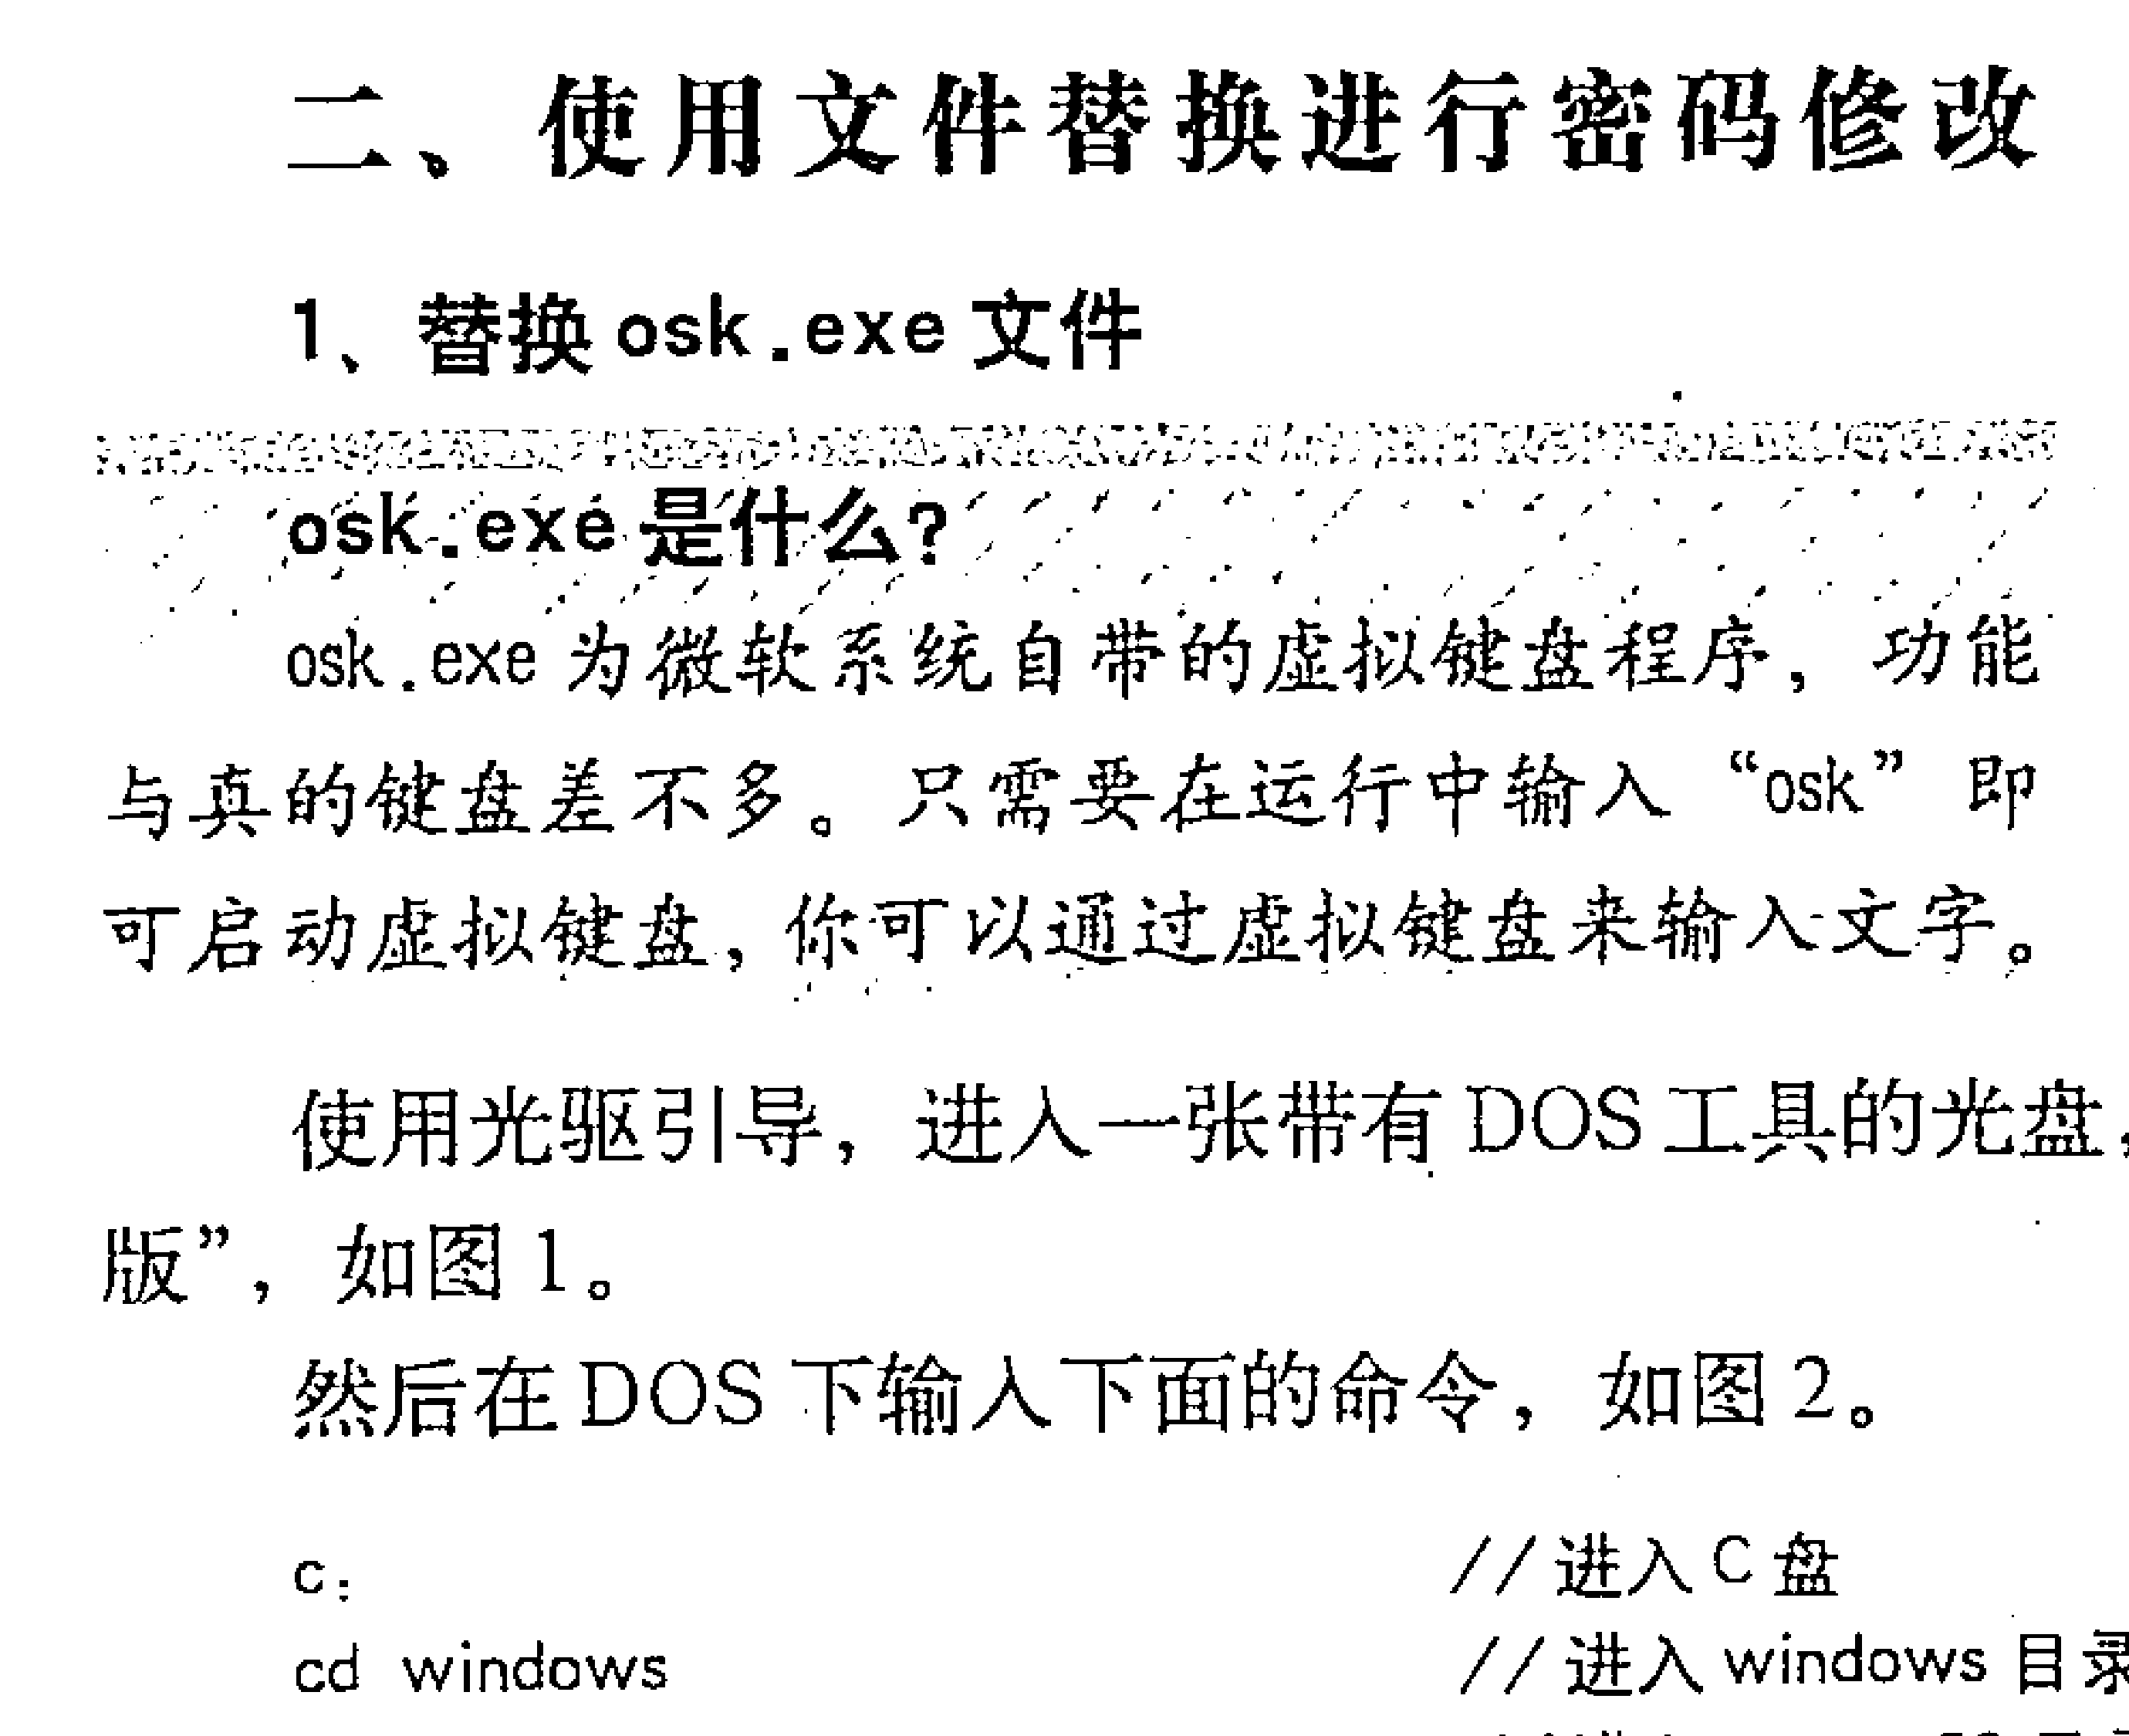 二、使用文件替换进行密码修改
1、替换osk.exe文件
osk.exe是什么?
osk.exe为微软系统自带的虚拟键盘程序，功能
与真的键盘差不多。只需要在运行中输入“osk”即
可启动虚拟键盘，你可以通过虚拟键盘来输入文字。
使用光驱引导，进入一张带有DOS工具的光盘，
版”，如图1。
然后在DOS下输入下面的命令，如图2。
c: //进入C盘
cd windows //进入windows目录